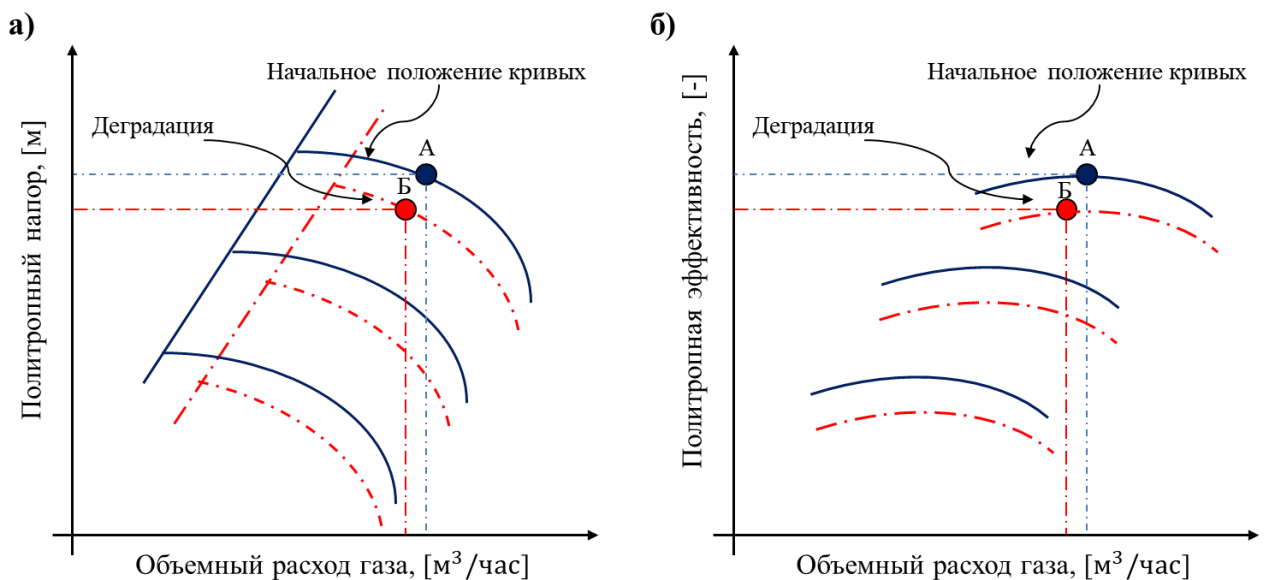 а)
Политропный напор, [м]
Начальное положение кривых
Деградация
А
Б
Объемный расход газа, [м³/час]
б)
Политропная эффективность, [-]
Начальное положение кривых
Деградация
А
Б
Объемный расход газа, [м³/час]